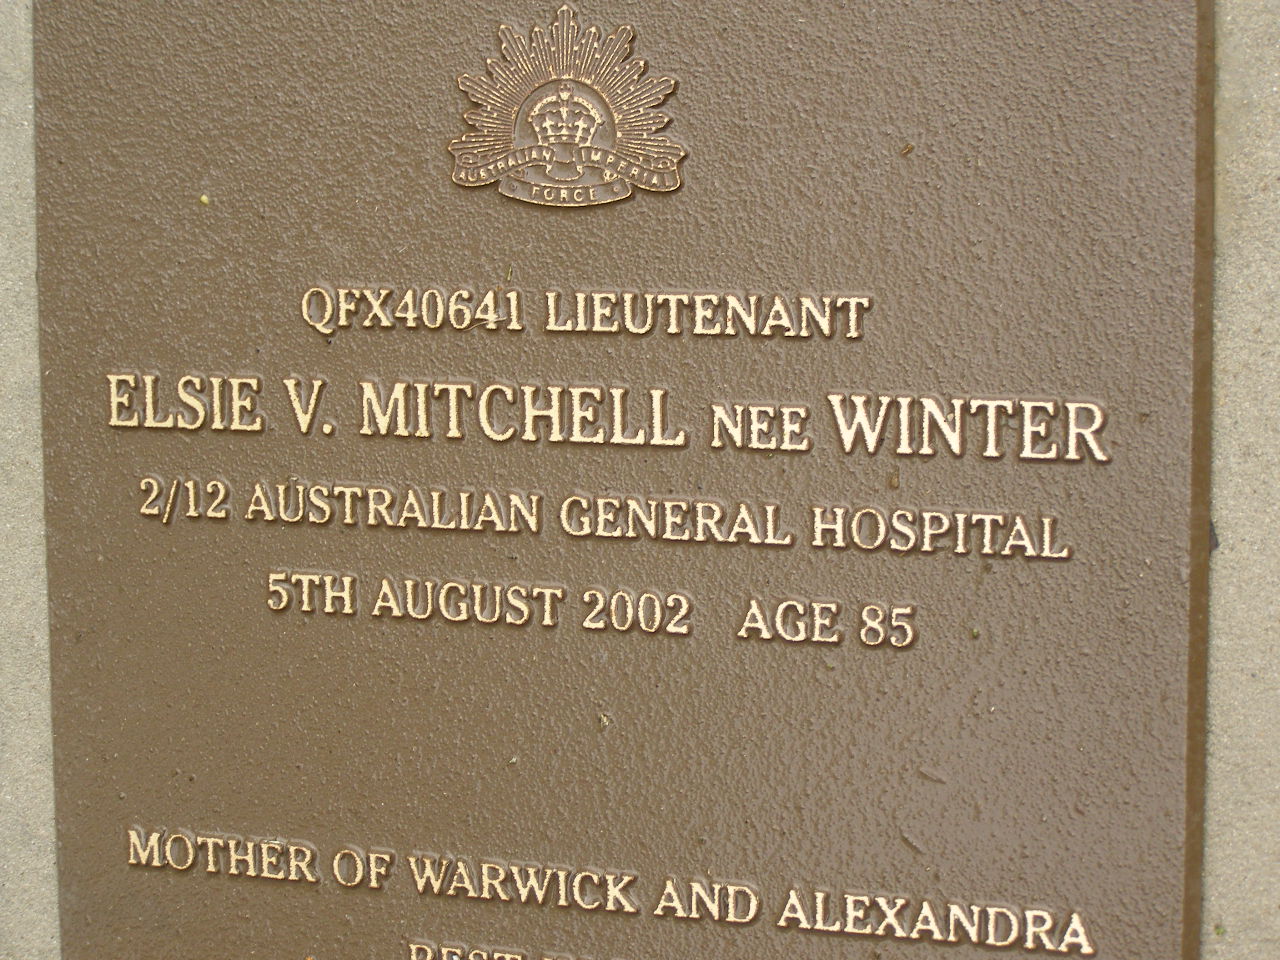 AUSTRALIAN IMPERIAL
FORCE
QFX40641 LIEUTENANT
ELSIE V. MITCHELL NEE WINTER
2/12 AUSTRALIAN GENERAL HOSPITAL
5TH AUGUST 2002 AGE 85
MOTHER OF WARWICK AND ALEXANDRA